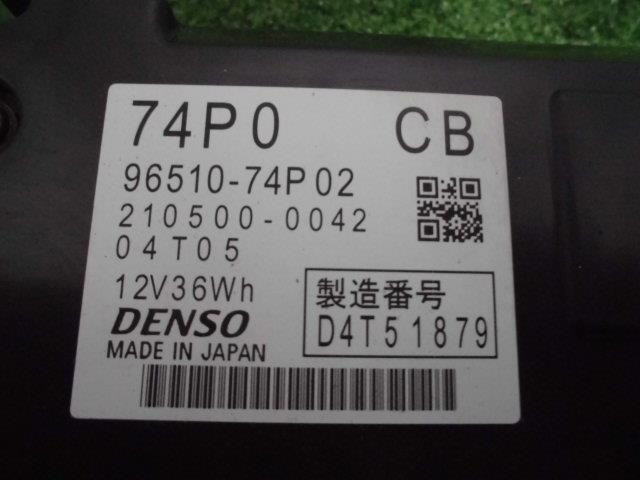 74P0 CB
96510-74P02
210500-0042
04T05
12V36Wh
製造番号
D4T51879
DENSO
MADE IN JAPAN